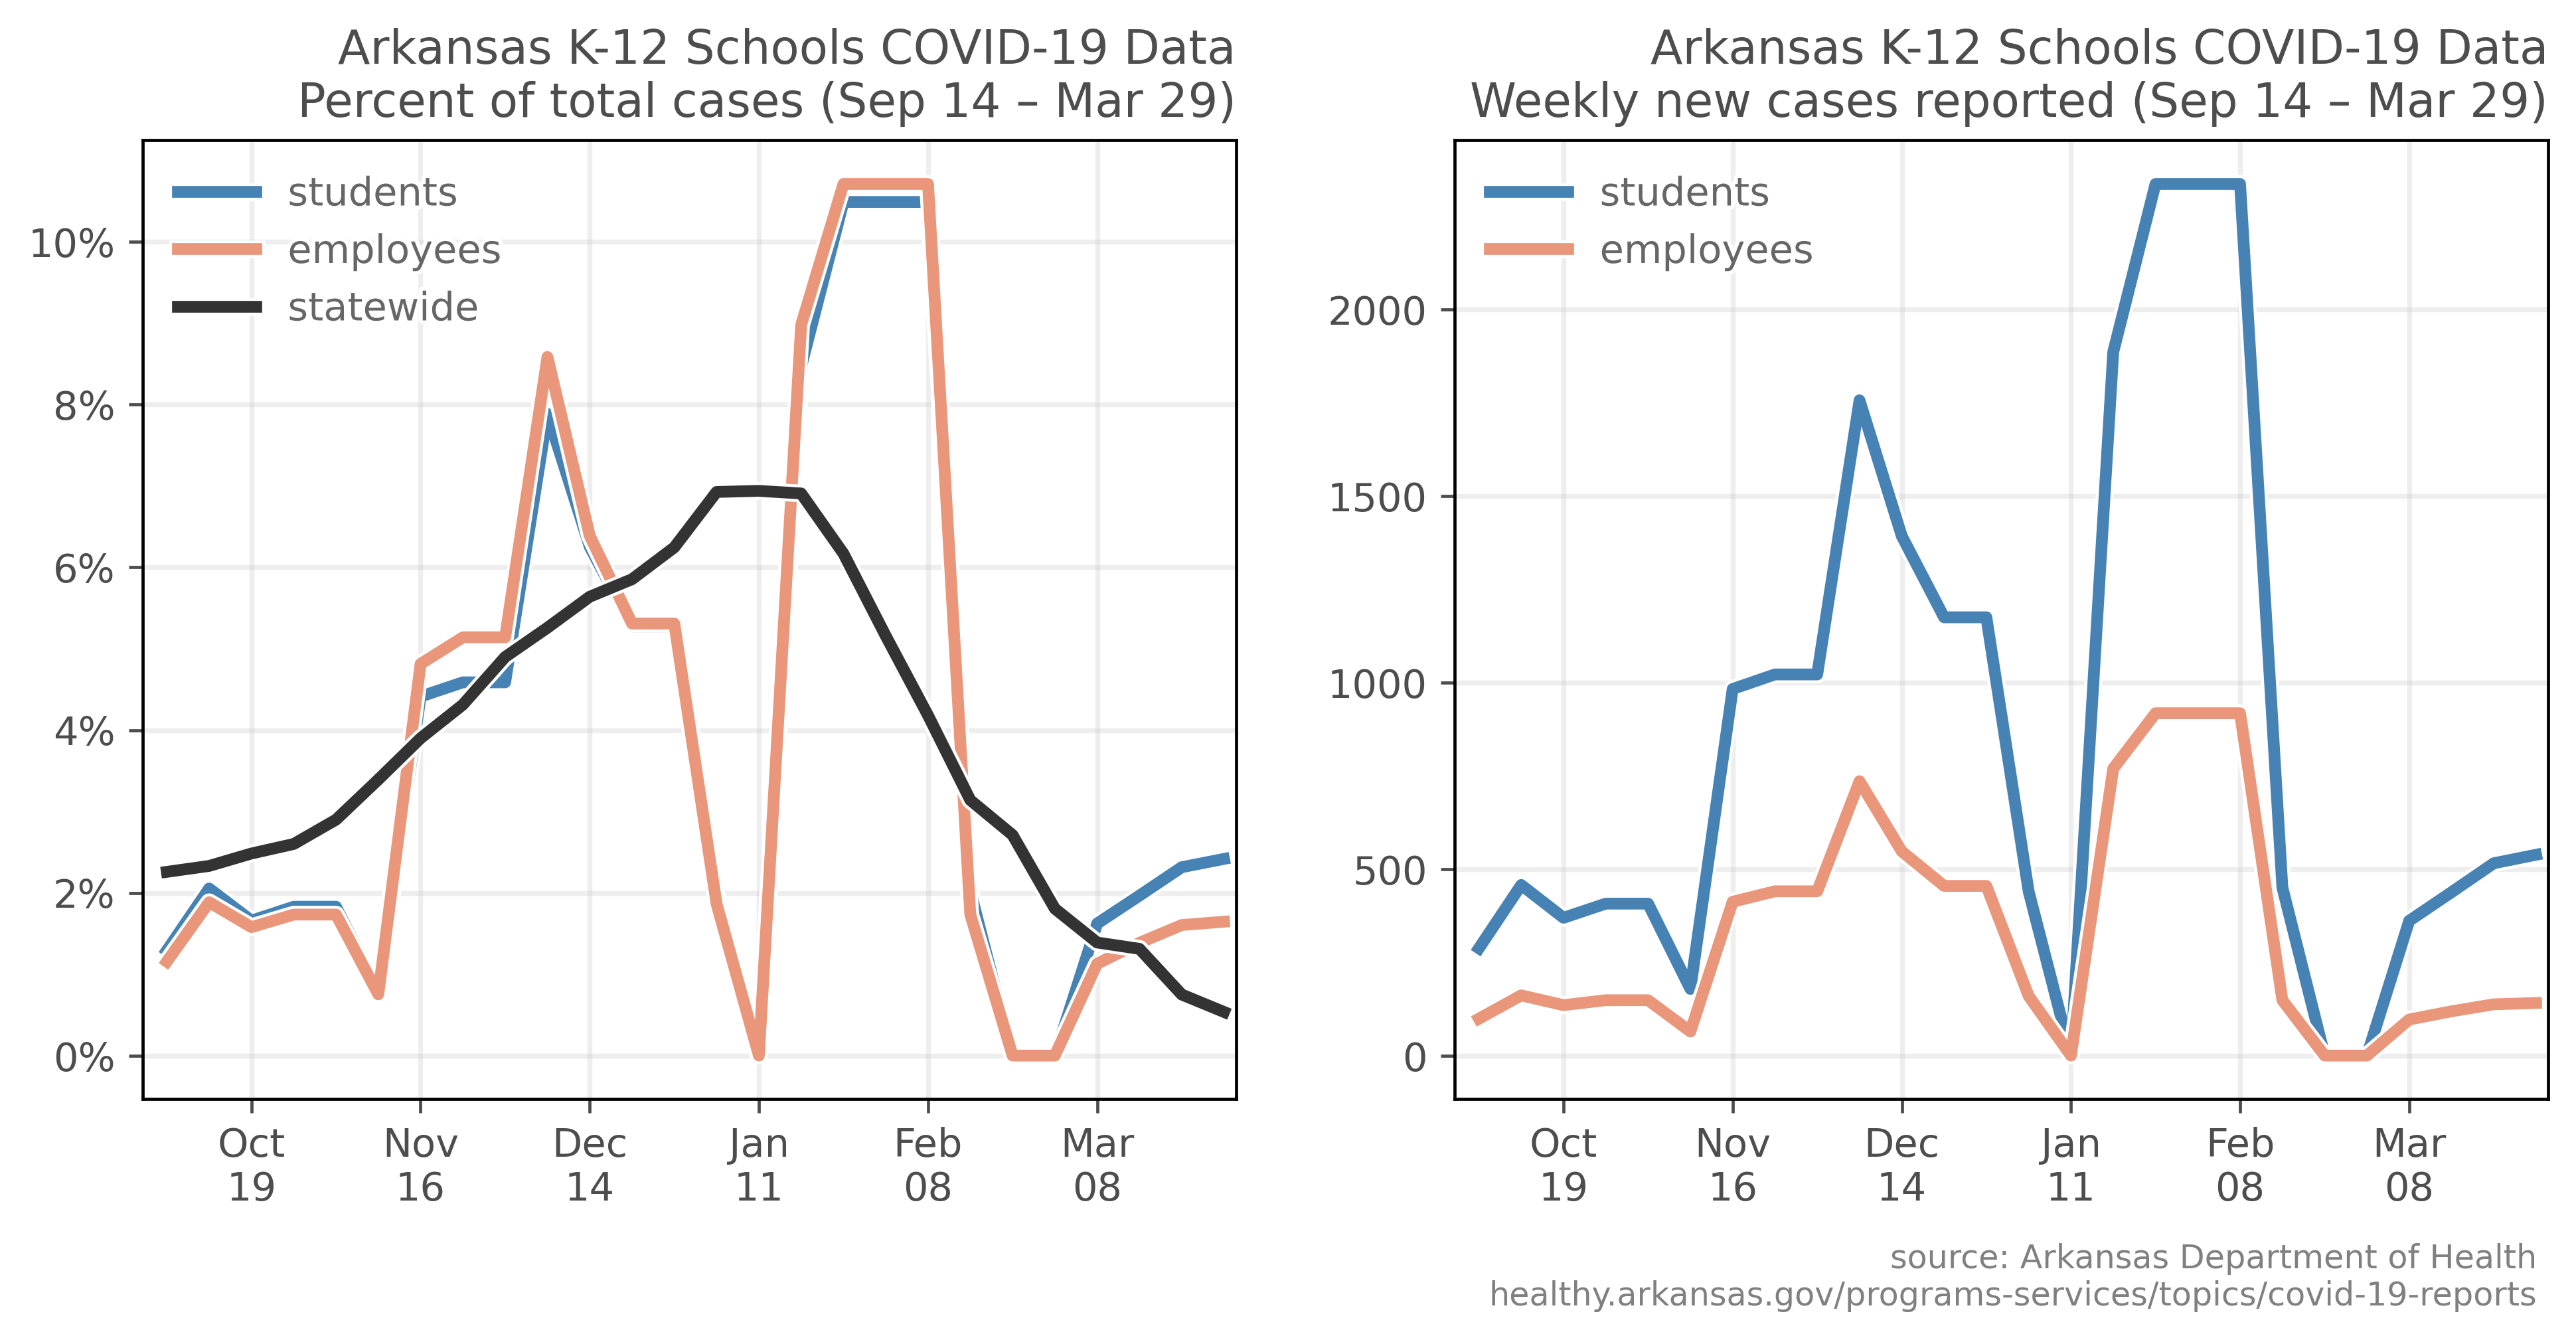 Arkansas K-12 Schools COVID-19 Data
Percent of total cases (Sep 14 – Mar 29)
students
employees
statewide
10%
8%
6%
4%
2%
0%
Oct
19
Nov
16
Dec
14
Jan
11
Feb
08
Mar
08
Arkansas K-12 Schools COVID-19 Data
Weekly new cases reported (Sep 14 – Mar 29)
students
employees
2000
1500
1000
500
0
Oct
19
Nov
16
Dec
14
Jan
11
Feb
08
Mar
08
source: Arkansas Department of Health
healthy.arkansas.gov/programs-services/topics/covid-19-reports